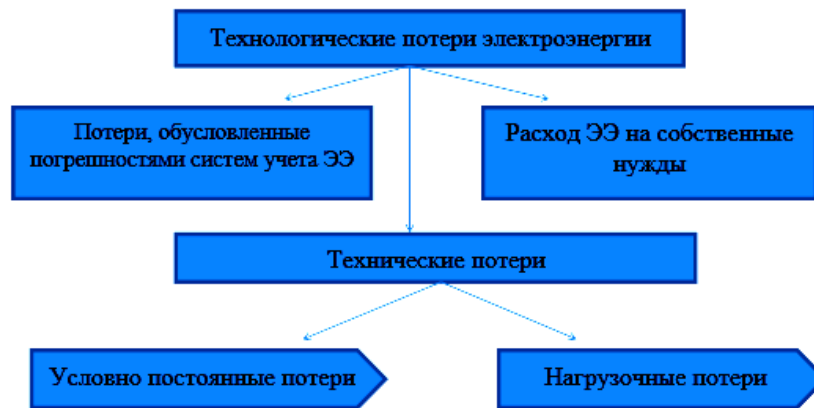 Технологические потери электроэнергии
Потери, обусловленные
погрешностями систем учета ЭЭ
Расход ЭЭ на собственные
нужды
Технические потери
Условно постоянные потери
Нагрузочные потери